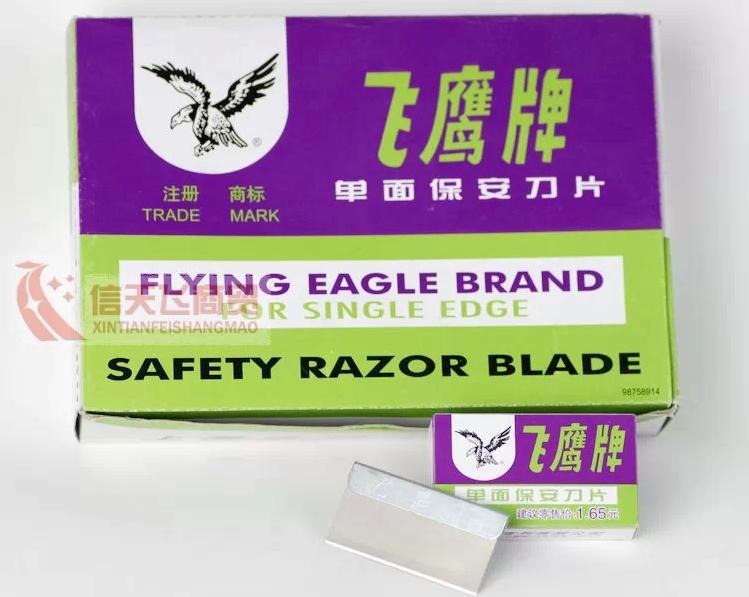 飞鹰牌
单面保安刀片
注册 商标
TRADE MARK
®
FLYING EAGLE BRAND
FOR SINGLE EDGE
SAFETY RAZOR BLADE
98758914
信天飞商贸
XINTIANFEISHANGMAO
飞鹰牌
单面保安刀片
建议零售价:1.65元